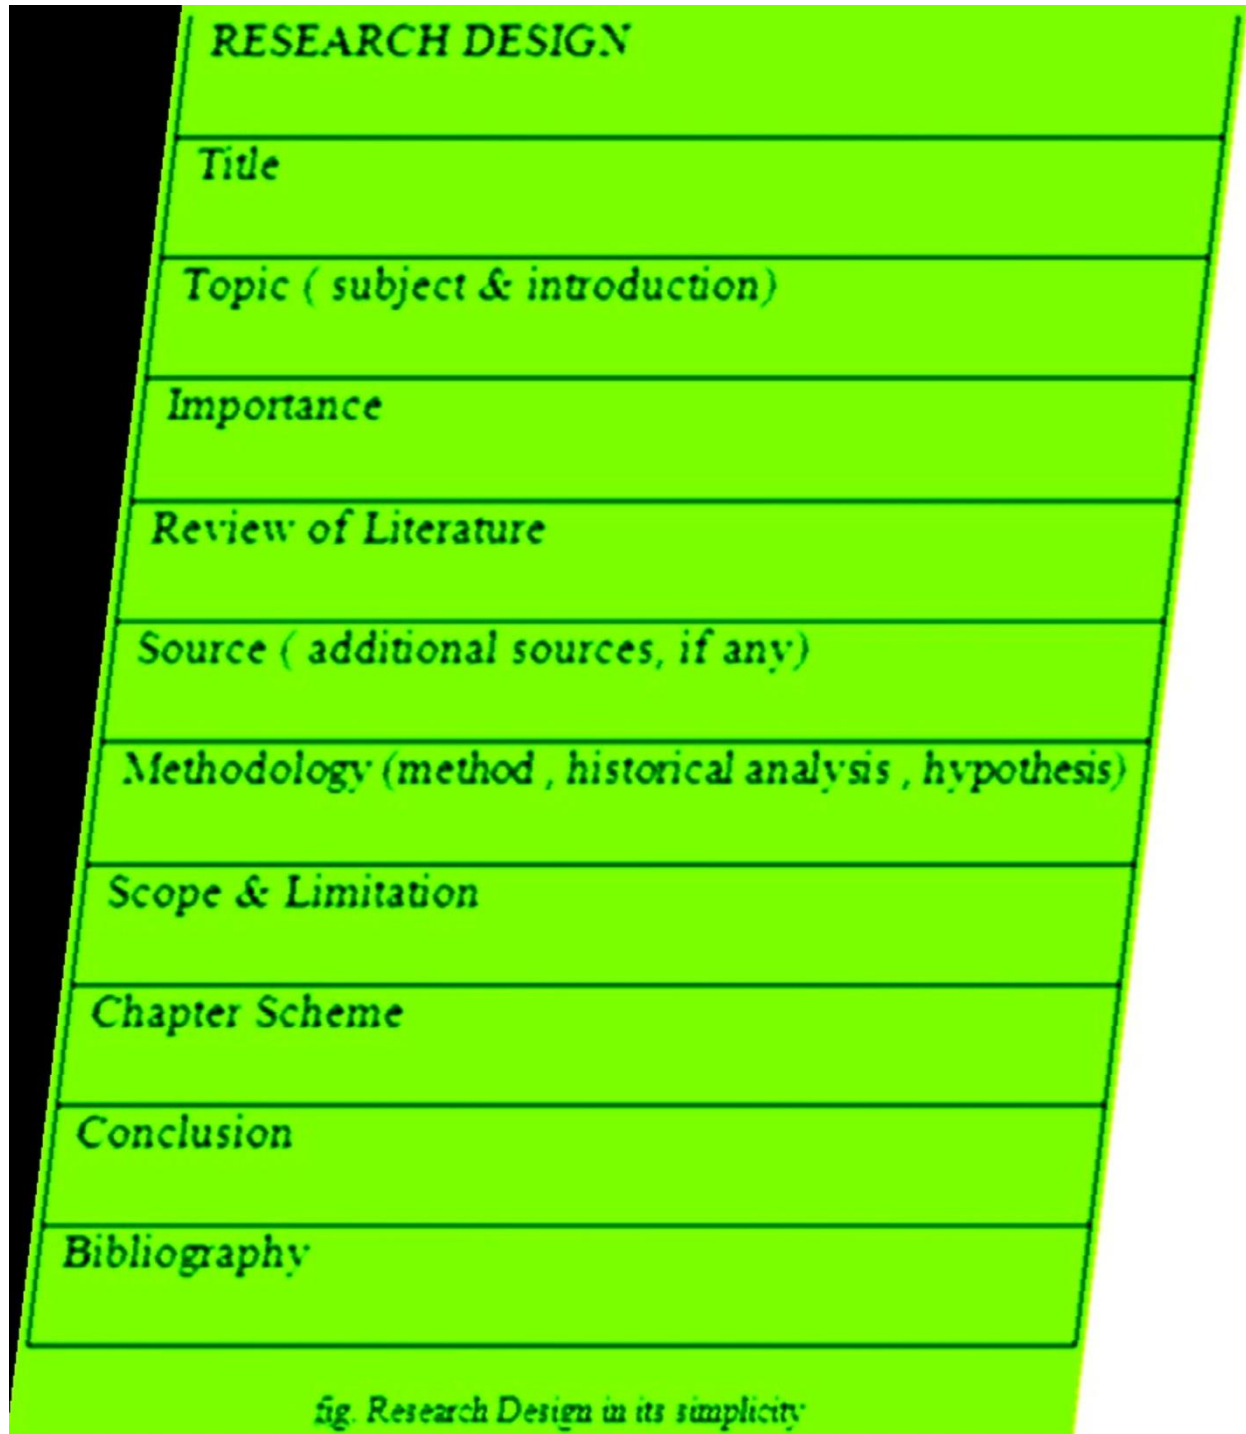 RESEARCH DESIGN
Title
Topic ( subject & introduction)
Importance
Review of Literature
Source ( additional sources, if any)
Methodology (method , historical analysis , hypothesis)
Scope & Limitation
Chapter Scheme
Conclusion
Bibliography
fig. Research Design in its simplicity